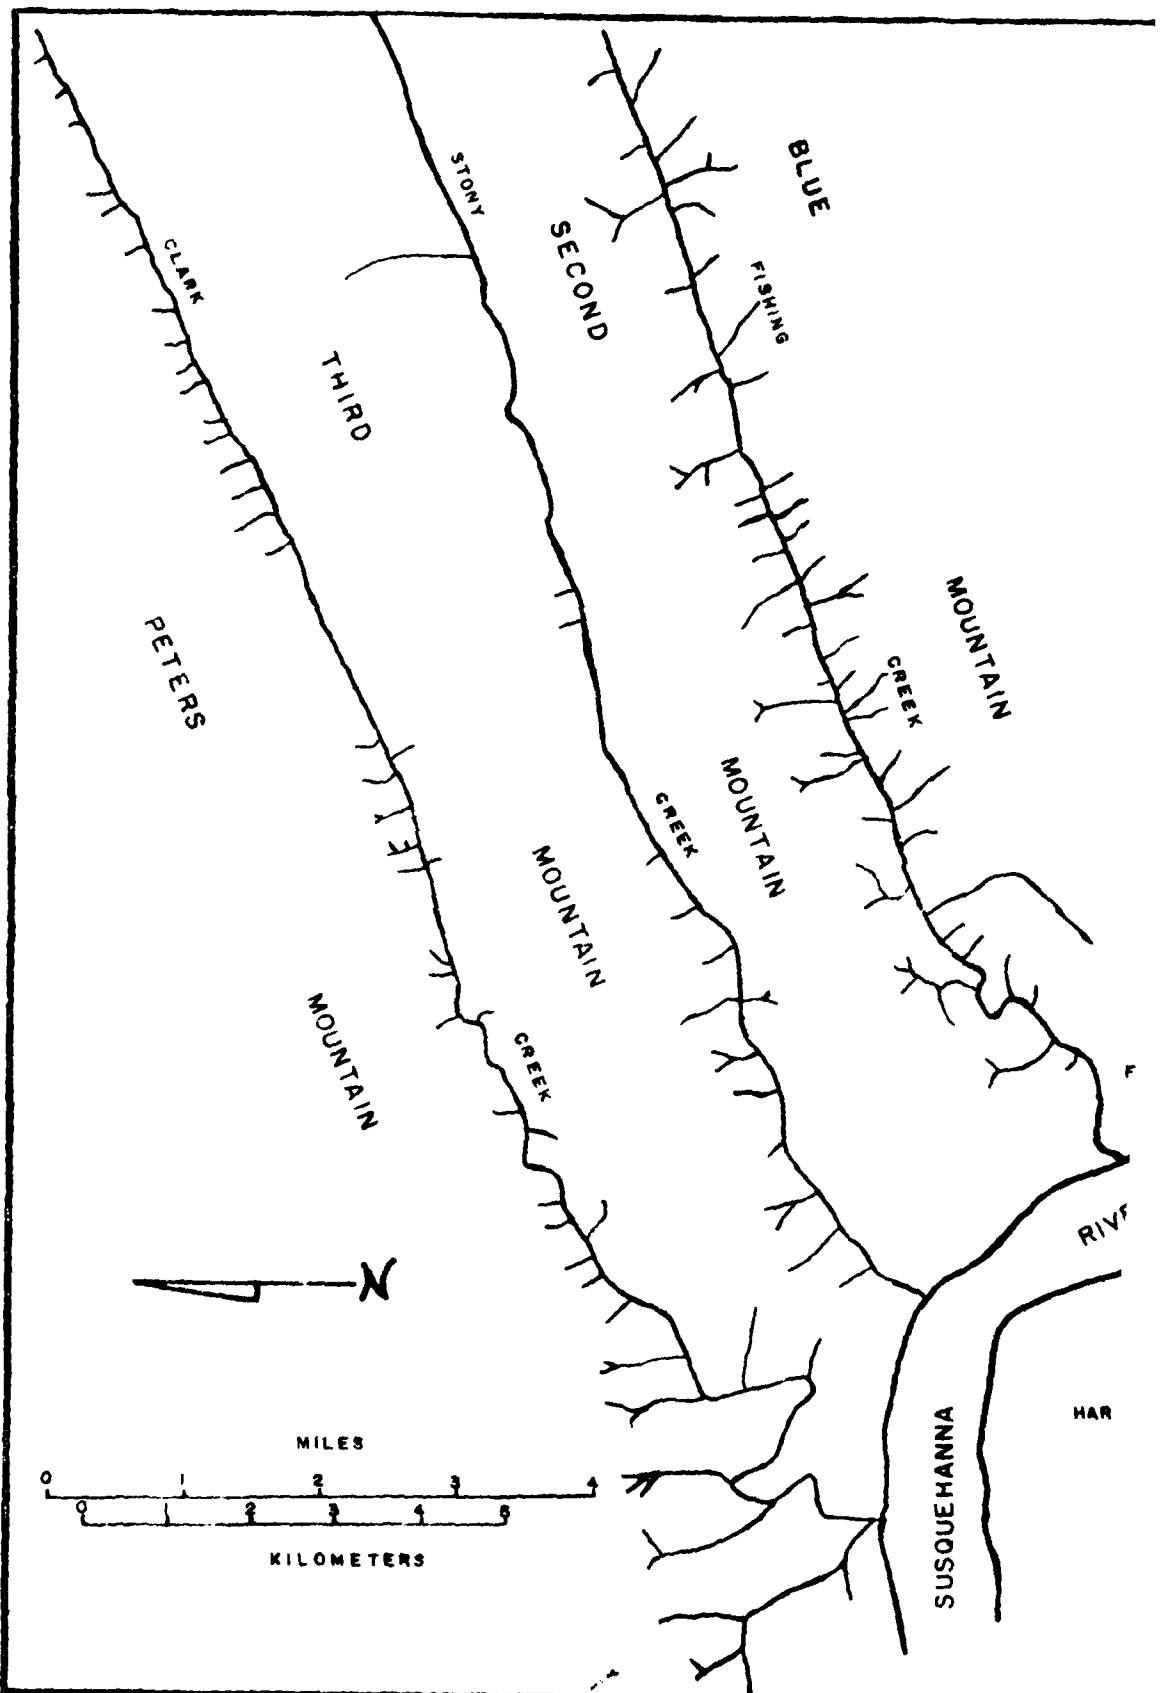 BLUE
STONY
SECOND
CLARK
FISHING
THIRD
MOUNTAIN
PETERS
CREEK
MOUNTAIN
CREEK
MOUNTAIN
MOUNTAIN
CREEK
F
RIV
N
HAR
SUSQUEHANNA
MILES
0 1 2 3 4
0 1 2 3 4 5
KILOMETERS